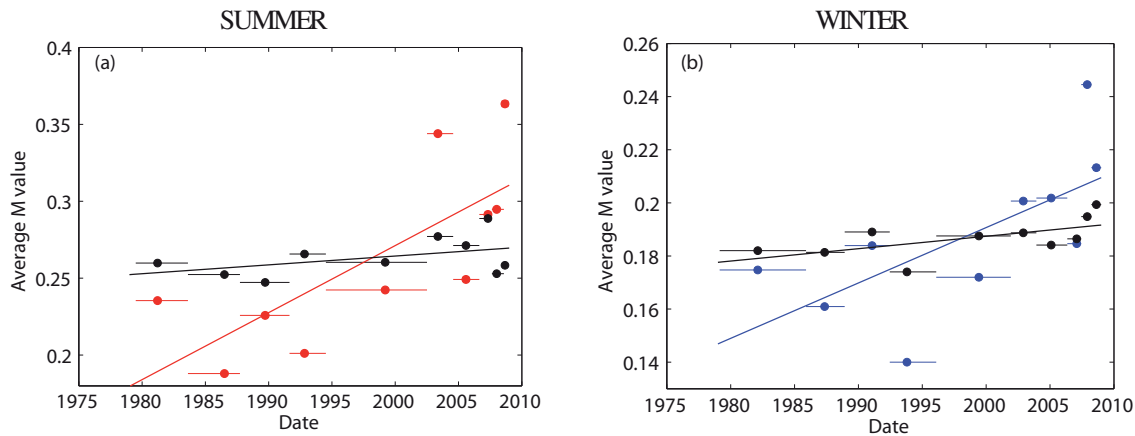 SUMMER
WINTER
(a)
0.4
0.35
0.3
0.25
0.2
Average M value
1975 1980 1985 1990 1995 2000 2005 2010
Date
(b)
0.26
0.24
0.22
0.2
0.18
0.16
0.14
Average M value
1975 1980 1985 1990 1995 2000 2005 2010
Date